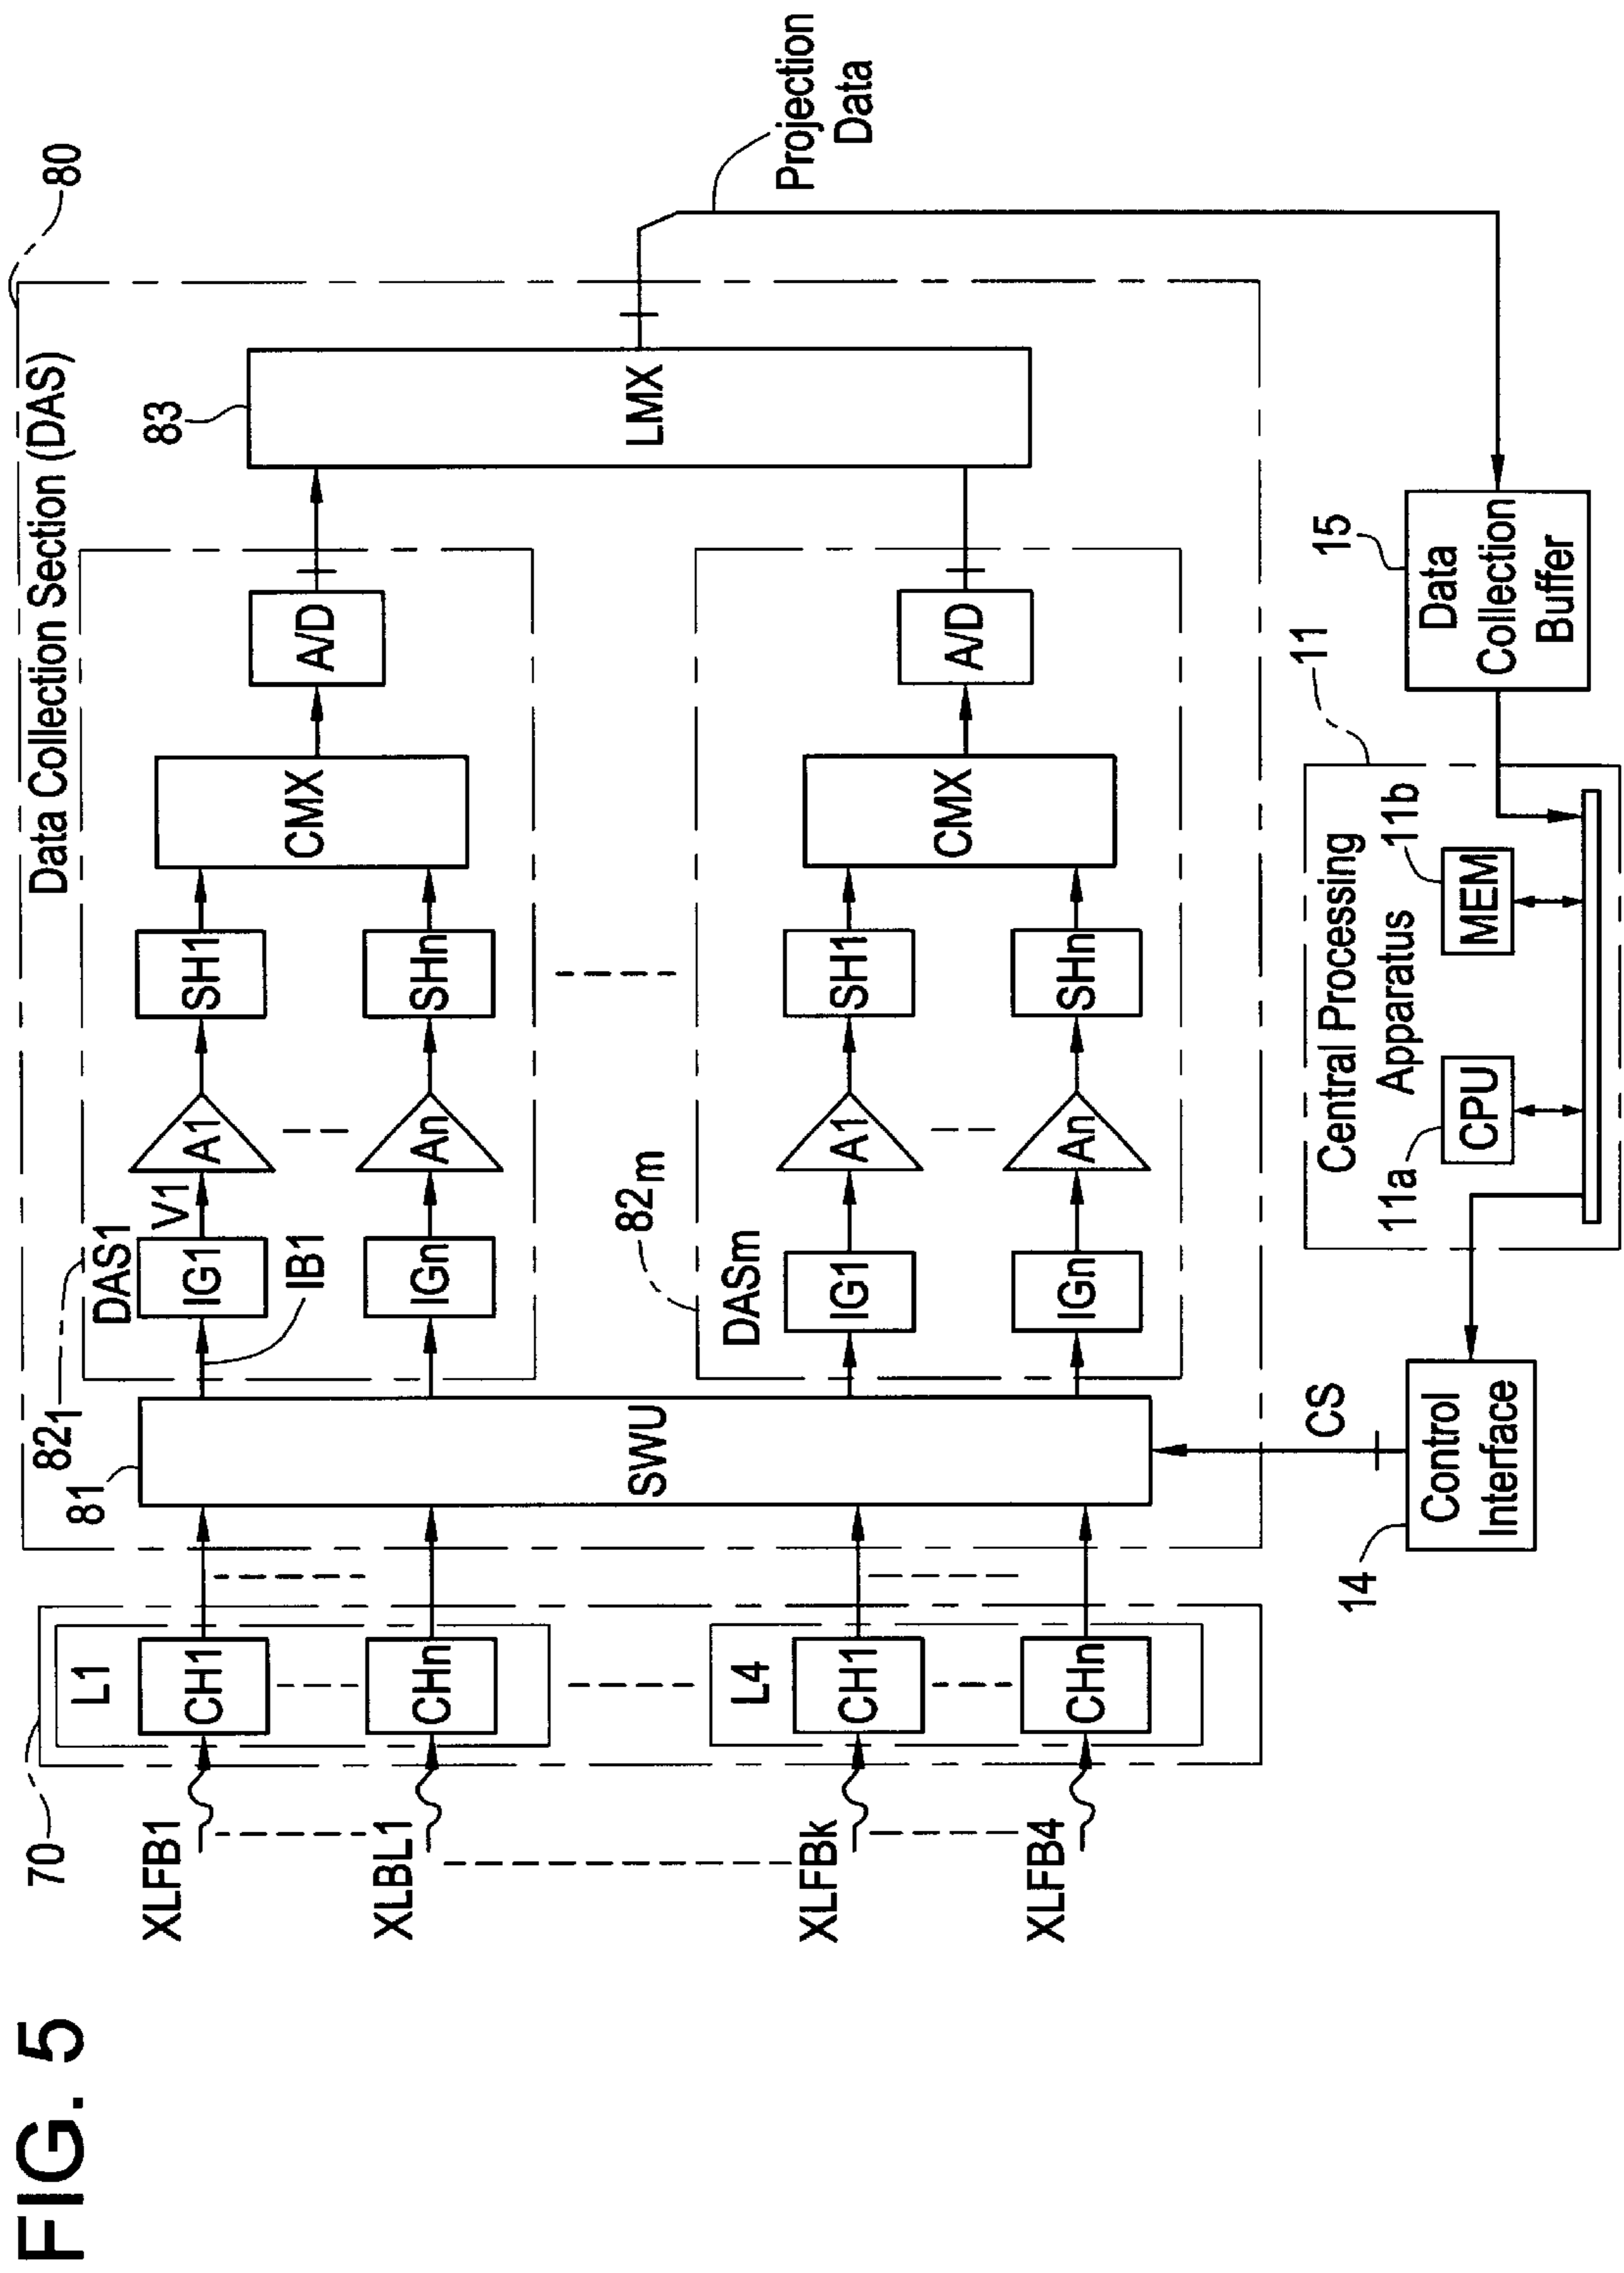 FIG. 5
70
XLFB1
XLBL1
XLFBk
XLFB4
L1
CH1
CHn
L4
CH1
CHn
80
Data Collection Section (DAS)
81
SWU
82₁
DAS1
IG1
IB1
V1
A1
SH1
IGn
An
SHn
CMX
A/D
82m
DASm
IG1
A1
SH1
IGn
An
SHn
CMX
A/D
83
LMX
Projection
Data
14
Control
Interface
CS
11
Central Processing
Apparatus
11a
CPU
11b
MEM
15
Data
Collection
Buffer